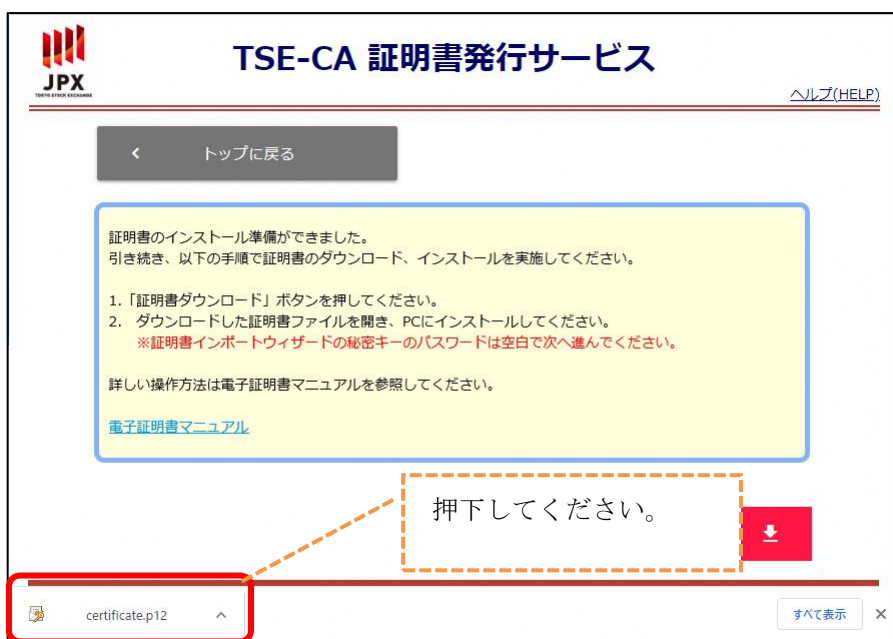 JPX
TOKYO STOCK EXCHANGE
TSE-CA 証明書発行サービス
ヘルプ(HELP)
トップに戻る
証明書のインストール準備ができました。
引き続き、以下の手順で証明書のダウンロード、インストールを実施してください。
1.「証明書ダウンロード」ボタンを押してください。
2. ダウンロードした証明書ファイルを開き、PCにインストールしてください。
※証明書インポートウィザードの秘密キーのパスワードは空白で次へ進んでください。
詳しい操作方法は電子証明書マニュアルを参照してください。
電子証明書マニュアル
押下してください。
certificate.p12
すべて表示